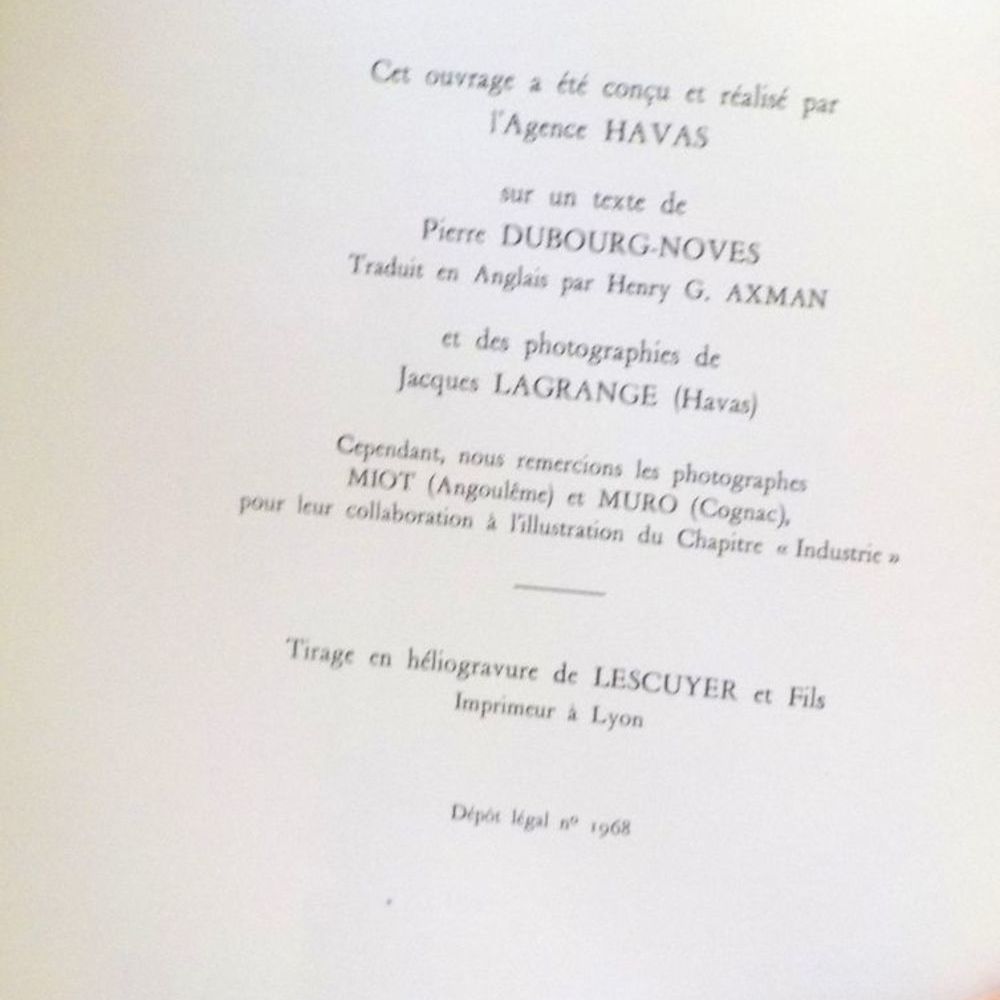 Cet ouvrage a été conçu et réalisé par
l'Agence HAVAS
sur un texte de
Pierre DUBOURG-NOVES
Traduit en Anglais par Henry G. AXMAN
et des photographies de
Jacques LAGRANGE (Havas)
Cependant, nous remercions les photographes
MIOT (Angoulême) et MURO (Cognac),
pour leur collaboration à l'illustration du Chapitre « Industrie »
Tirage en héliogravure de LESCUYER et Fils
Imprimeur à Lyon
Dépôt légal nº 1968